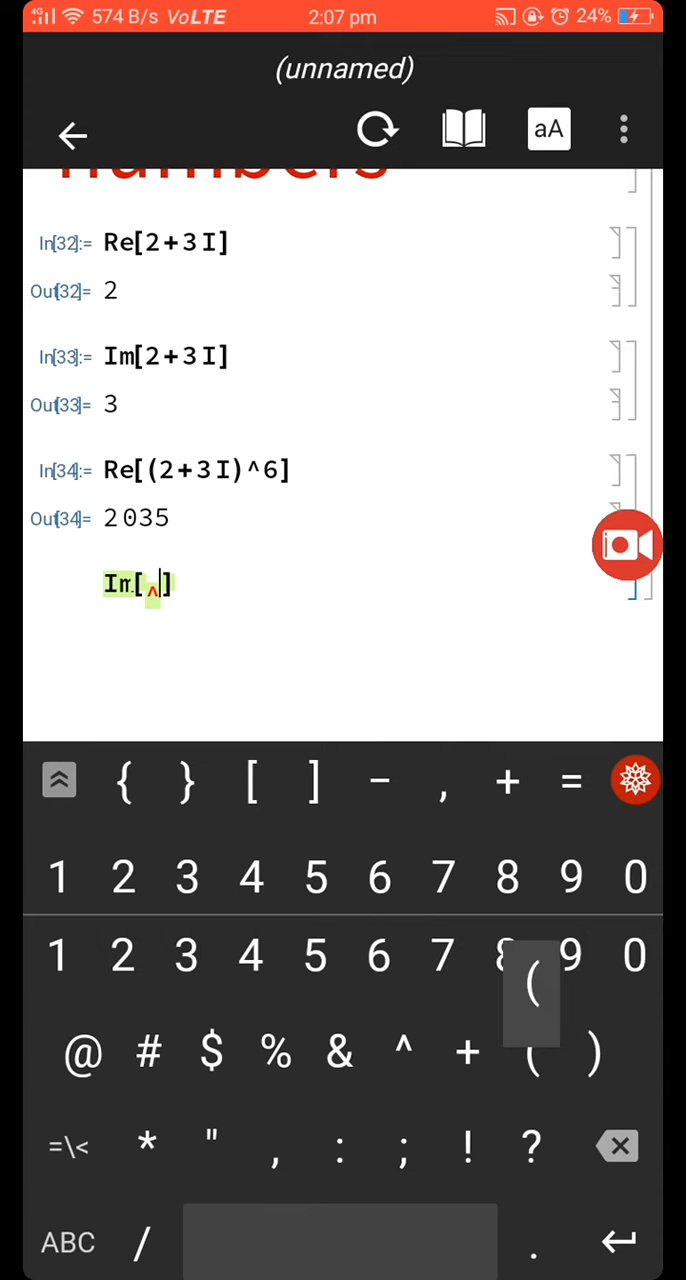 4G 574 B/s VoLTE 2:07 pm 24%
(unnamed)
aA
numbers
In[32]:= Re[2+3 I]
Out[32]= 2
In[33]:= Im[2+3 I]
Out[33]= 3
In[34]:= Re[(2+3 I)^6]
Out[34]= 2035
Im[^]
{ } [ ] - , + =
1 2 3 4 5 6 7 8 9 0
(
1 2 3 4 5 6 7 8 9 0
@ # $ % & ^ + ( )
=\< * " , : ; ! ?
ABC / .